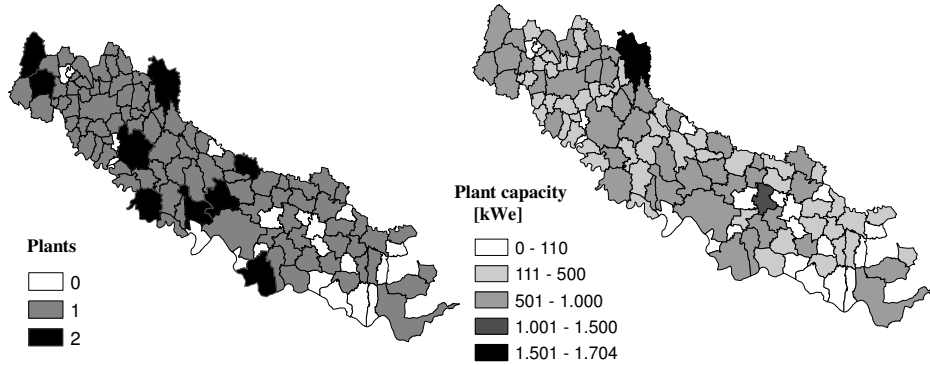 Plants
0
1
2
Plant capacity
[kWe]
0 - 110
111 - 500
501 - 1.000
1.001 - 1.500
1.501 - 1.704